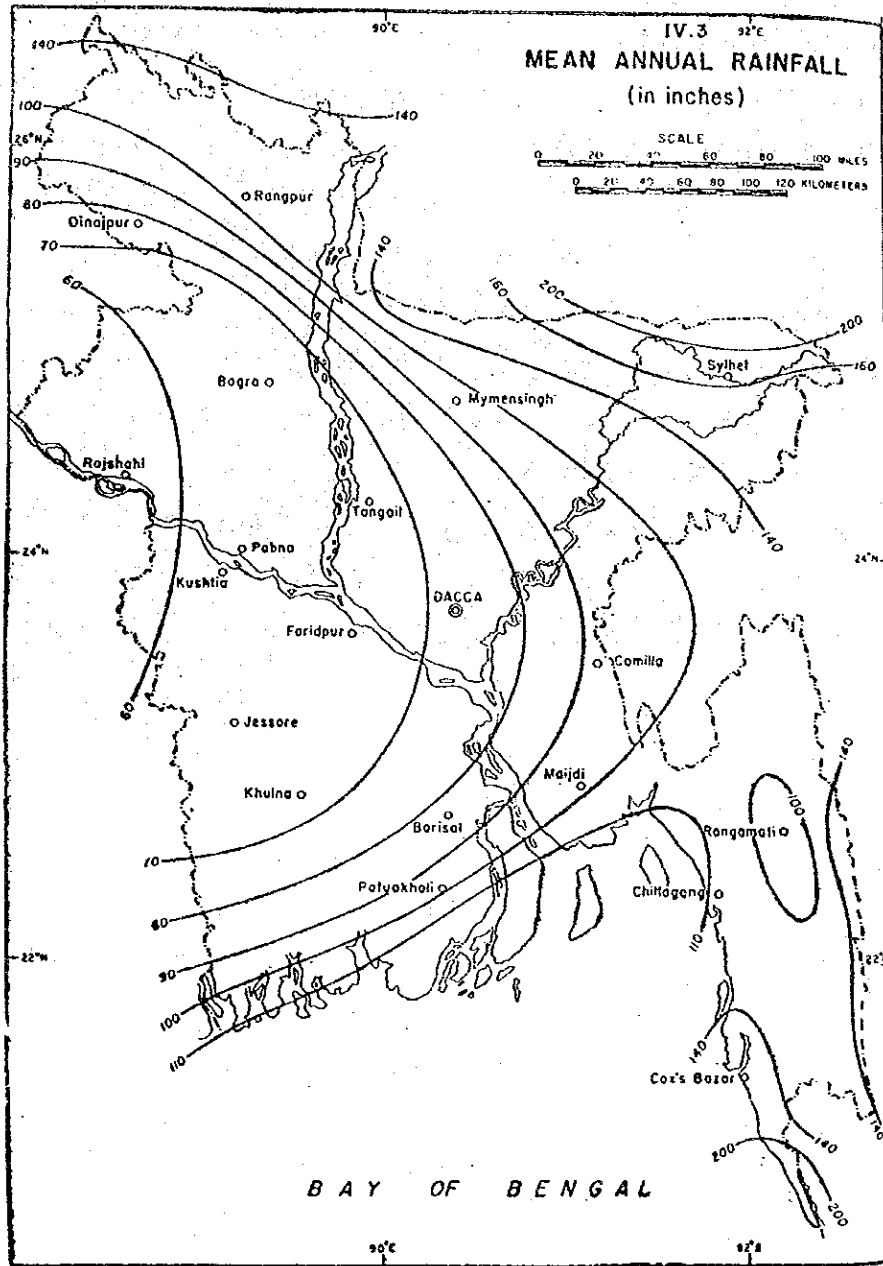 90°E
IV.3
92°E
MEAN ANNUAL RAINFALL
(in inches)
SCALE
0 20 40 60 80 100 MILES
0 20 40 60 80 100 120 KILOMETERS
140
140
100
26°N
90
80
70
60
Rangpur
Dinajpur
140
160
200
200
160
Sylhet
Bogra
Mymensingh
Rajshahi
Tangail
140
24°N
24°N
Pabna
Kushtia
DACCA
Faridpur
Comilla
60
Jessore
Maijdi
140
Khulna
100
Barisal
Rangamati
70
Patuakhali
Chittagong
80
110
22°N
22°
90
100
140
110
Cox's Bazar
140
140
200
200
BAY OF BENGAL
90°E
92°E